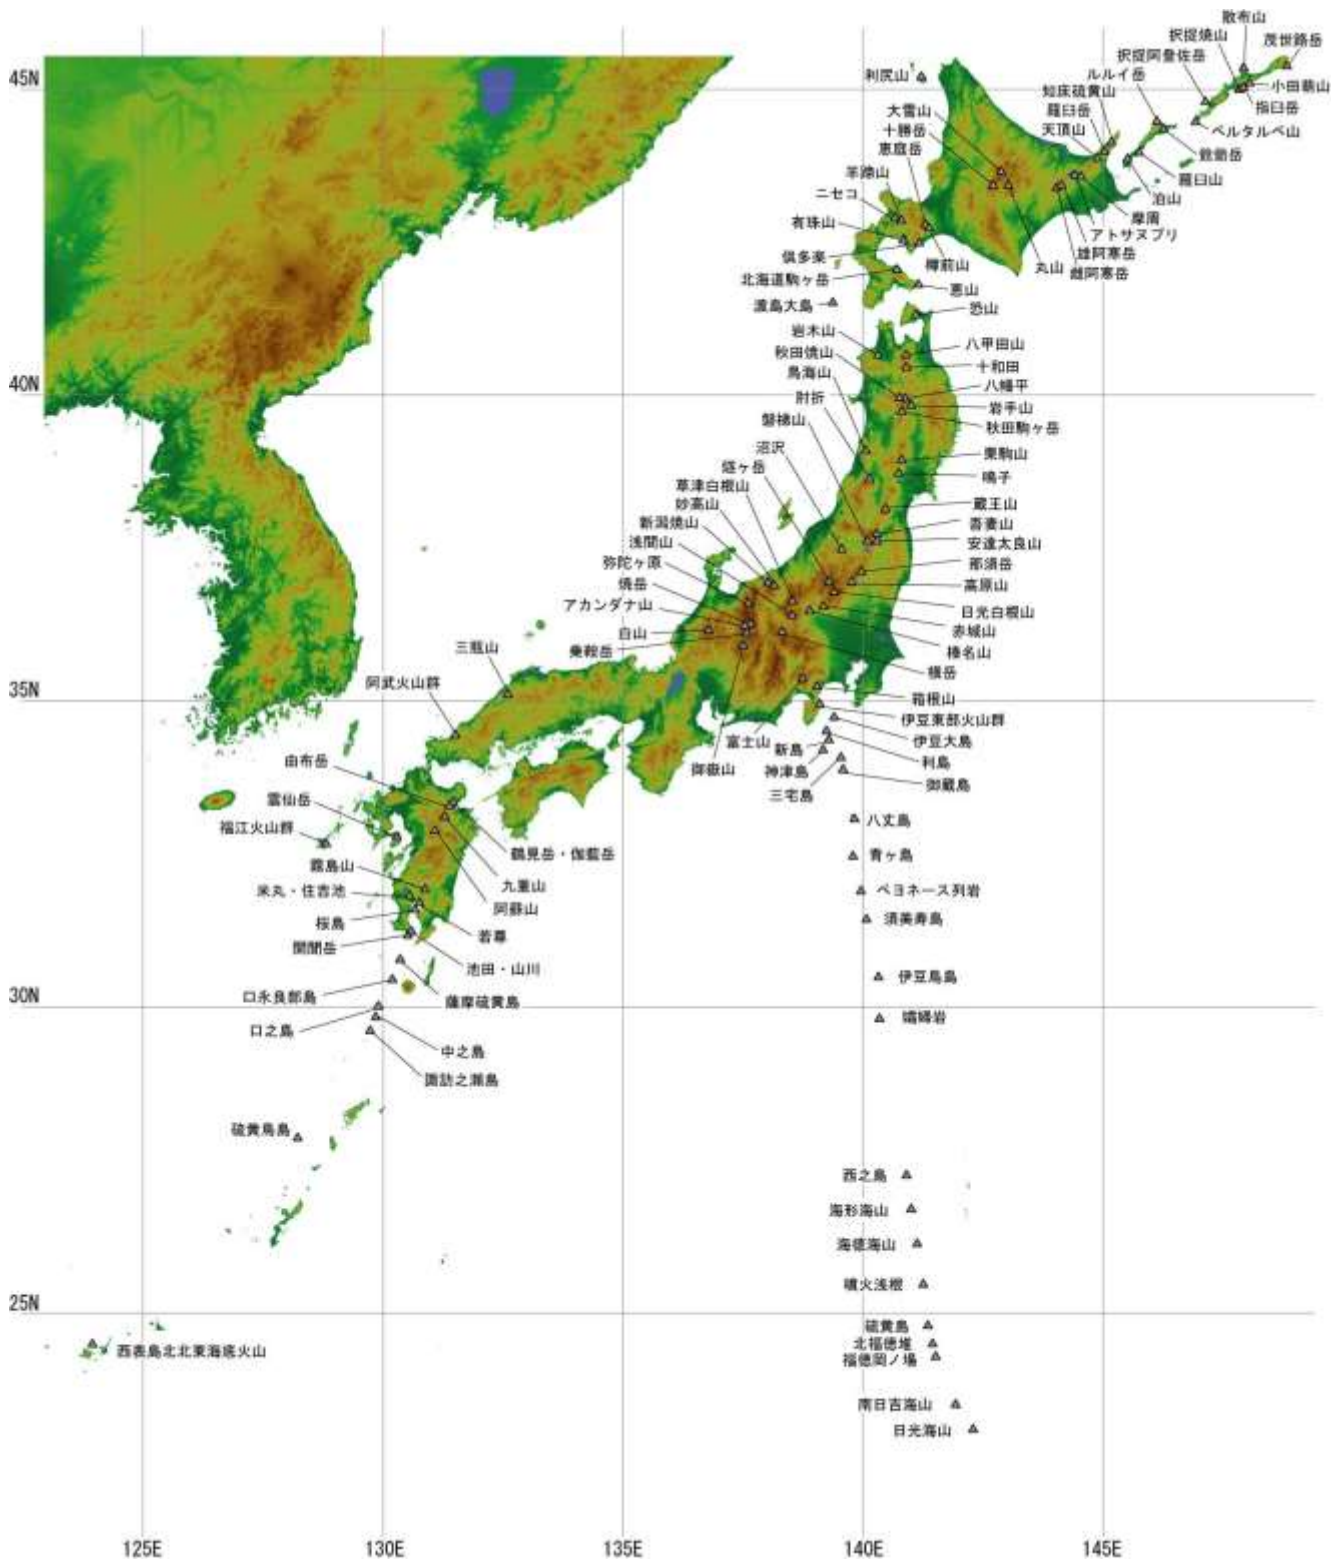 散布山
択捉焼山
茂世路岳
択捉阿登佐岳
ルルイ岳
小田萌山
45N
利尻山
知床硫黄山
指臼岳
羅臼岳
大雪山
天頂山
ベルタルベ山
十勝岳
恵庭岳
爺爺岳
羊蹄山
羅臼山
ニセコ
泊山
摩周
有珠山
アトサヌプリ
倶多楽
樽前山
丸山
雄阿寒岳
雌阿寒岳
北海道駒ヶ岳
恵山
渡島大島
恐山
岩木山
八甲田山
秋田焼山
十和田
鳥海山
40N
八幡平
肘折
岩手山
磐梯山
秋田駒ヶ岳
沼沢
栗駒山
燧ヶ岳
鳴子
草津白根山
妙高山
蔵王山
新潟焼山
吾妻山
浅間山
安達太良山
弥陀ヶ原
那須岳
焼岳
高原山
アカンダナ山
日光白根山
白山
赤城山
三瓶山
乗鞍岳
榛名山
横岳
阿武火山群
35N
箱根山
伊豆東部火山群
富士山
伊豆大島
新島
由布岳
御嶽山
神津島
利島
三宅島
御蔵島
雲仙岳
福江火山群
八丈島
鶴見岳・伽藍岳
青ヶ島
霧島山
九重山
米丸・住吉池
ベヨネース列岩
阿蘇山
桜島
須美寿島
若尊
開聞岳
池田・山川
伊豆鳥島
口永良部島
30N
薩摩硫黄島
孀婦岩
口之島
中之島
諏訪之瀬島
硫黄鳥島
西之島
海形海山
海徳海山
噴火浅根
25N
硫黄島
北福徳堆
西表島北北東海底火山
福徳岡ノ場
南日吉海山
日光海山
125E
130E
135E
140E
145E